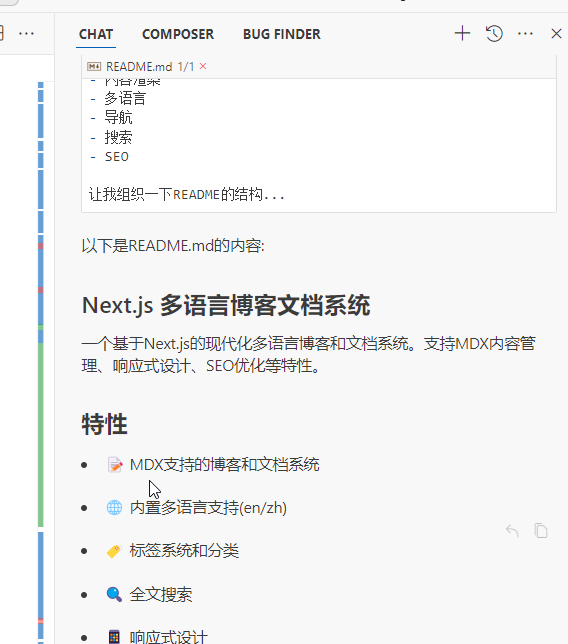 CHAT COMPOSER BUG FINDER
README.md 1/1
- 内容渲染
- 多语言
- 导航
- 搜索
- SEO
让我组织一下README的结构...
以下是README.md的内容:
Next.js 多语言博客文档系统
一个基于Next.js的现代化多语言博客和文档系统。支持MDX内容管
理、响应式设计、SEO优化等特性。
特性
MDX支持的博客和文档系统
内置多语言支持(en/zh)
标签系统和分类
全文搜索
响应式设计